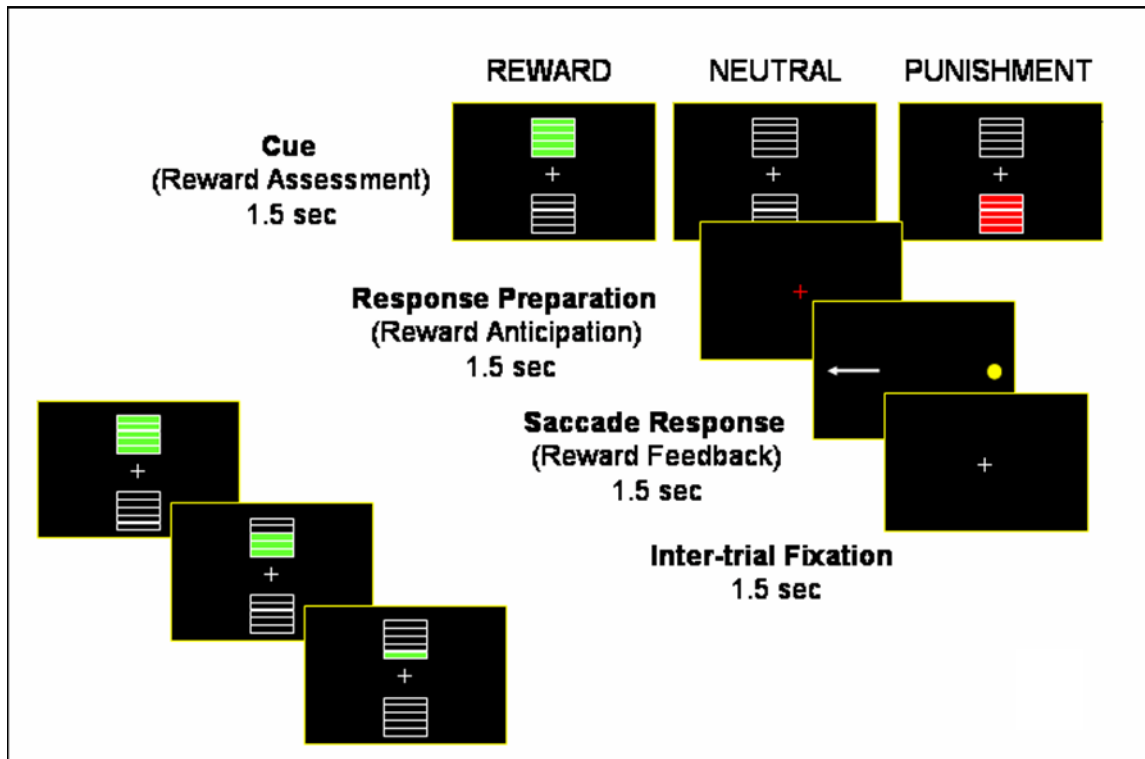 REWARD NEUTRAL PUNISHMENT
Cue
(Reward Assessment)
1.5 sec
Response Preparation
(Reward Anticipation)
1.5 sec
Saccade Response
(Reward Feedback)
1.5 sec
Inter-trial Fixation
1.5 sec